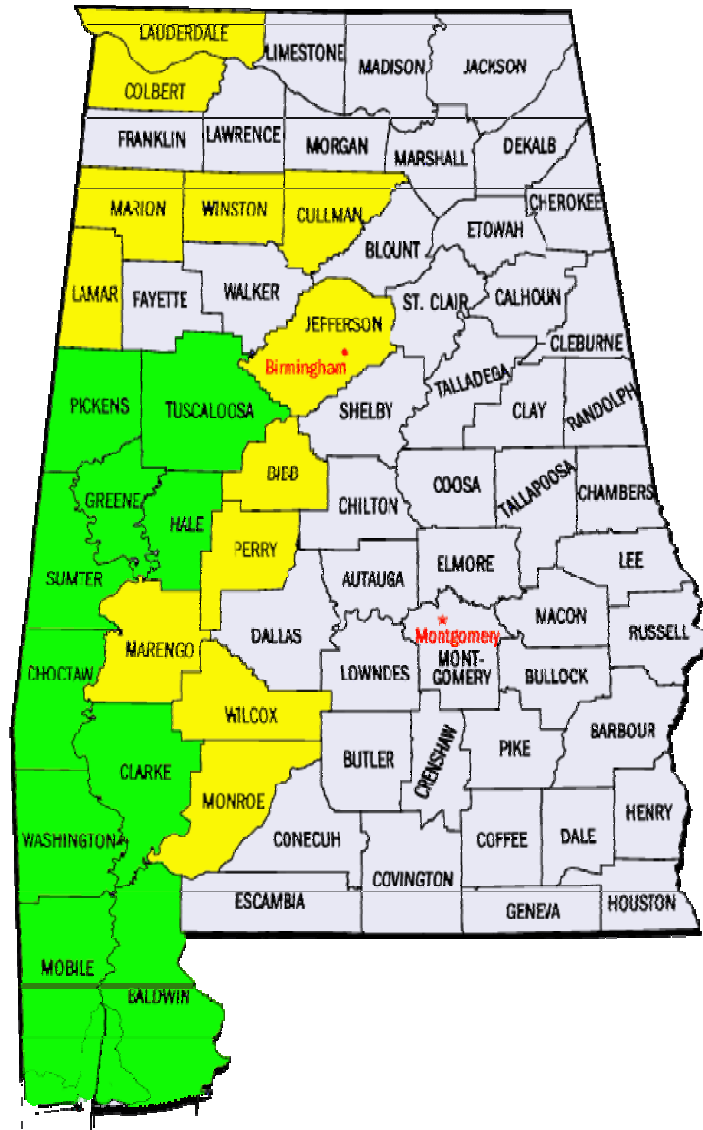 LAUDERDALE
LIMESTONE
MADISON
JACKSON
COLBERT
FRANKLIN
LAWRENCE
MORGAN
MARSHALL
DEKALB
CHEROKEE
MARION
WINSTON
CULLMAN
BLOUNT
ETOWAH
LAMAR
FAYETTE
WALKER
JEFFERSON
Birmingham
ST. CLAIR
CALHOUN
CLEBURNE
PICKENS
TUSCALOOSA
SHELBY
TALLADEGA
CLAY
RANDOLPH
GREENE
HALE
BIBB
CHILTON
COOSA
TALLAPOOSA
CHAMBERS
SUMTER
PERRY
AUTAUGA
ELMORE
LEE
CHOCTAW
MARENGO
DALLAS
LOWNDES
Montgomery
MONT-
GOMERY
MACON
BULLOCK
RUSSELL
CLARKE
WILCOX
BUTLER
CRENSHAW
PIKE
BARBOUR
WASHINGTON
MONROE
CONECUH
COVINGTON
COFFEE
DALE
HENRY
ESCAMBIA
GENEVA
HOUSTON
MOBILE
BALDWIN